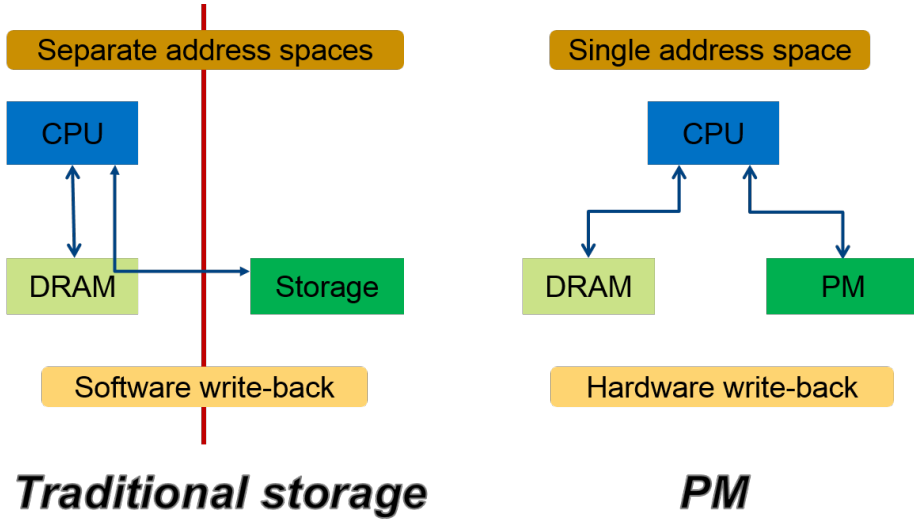 Separate address spaces
Single address space
CPU
CPU
DRAM
Storage
DRAM
PM
Software write-back
Hardware write-back
Traditional storage
PM